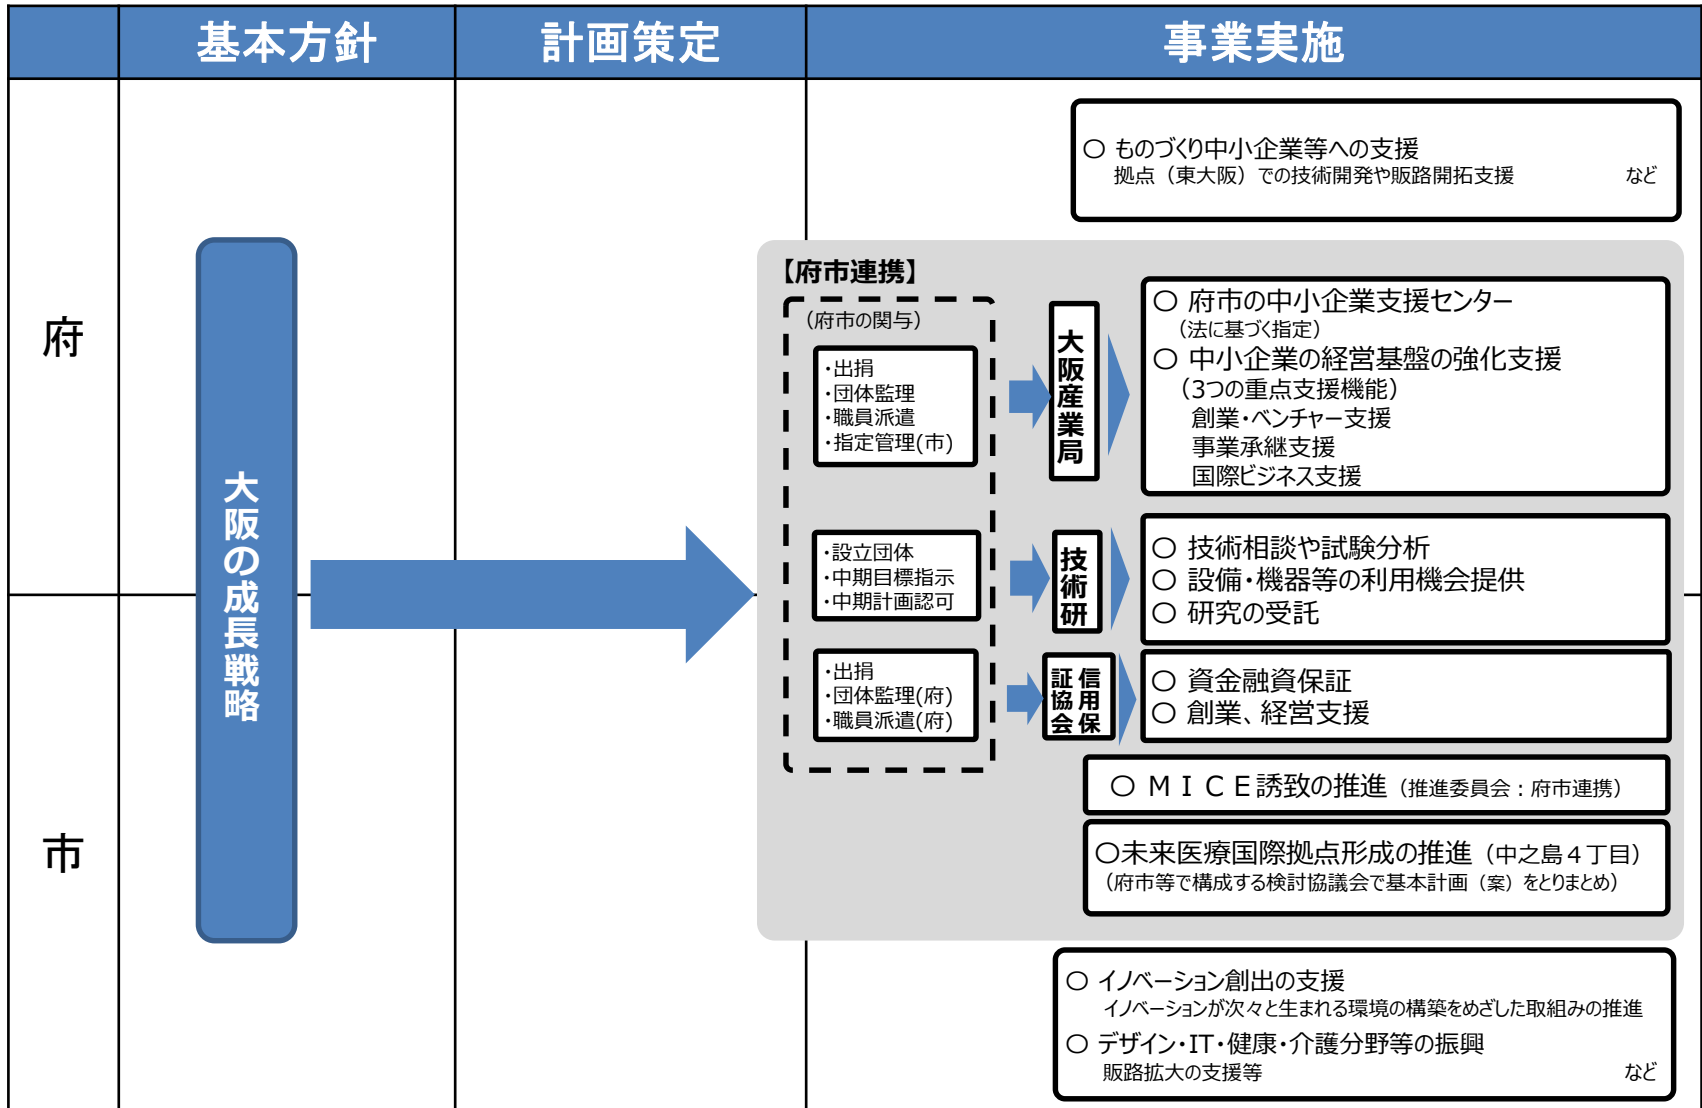 基本方針
計画策定
事業実施
府
市
大阪の成長戦略
〇 ものづくり中小企業等への支援
拠点（東大阪）での技術開発や販路開拓支援 など
【府市連携】
（府市の関与）
・出捐
・団体監理
・職員派遣
・指定管理(市)
大阪産業局
〇 府市の中小企業支援センター
（法に基づく指定）
〇 中小企業の経営基盤の強化支援
（3つの重点支援機能）
創業・ベンチャー支援
事業承継支援
国際ビジネス支援
・設立団体
・中期目標指示
・中期計画認可
技術研
〇 技術相談や試験分析
〇 設備・機器等の利用機会提供
〇 研究の受託
・出捐
・団体監理(府)
・職員派遣(府)
信用保
証協会
〇 資金融資保証
〇 創業、経営支援
〇 ＭＩＣＥ誘致の推進（推進委員会：府市連携）
〇未来医療国際拠点形成の推進（中之島４丁目）
（府市等で構成する検討協議会で基本計画（案）をとりまとめ）
〇 イノベーション創出の支援
イノベーションが次々と生まれる環境の構築をめざした取組みの推進
〇 デザイン・IT・健康・介護分野等の振興
販路拡大の支援等 など